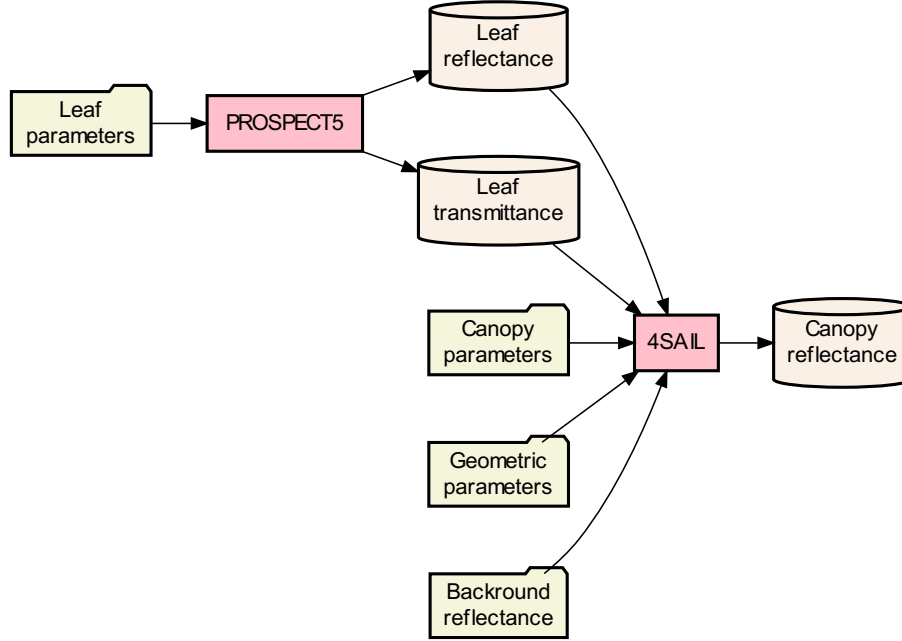 Leaf
reflectance
Leaf
parameters
PROSPECT5
Leaf
transmittance
Canopy
parameters
4SAIL
Canopy
reflectance
Geometric
parameters
Backround
reflectance